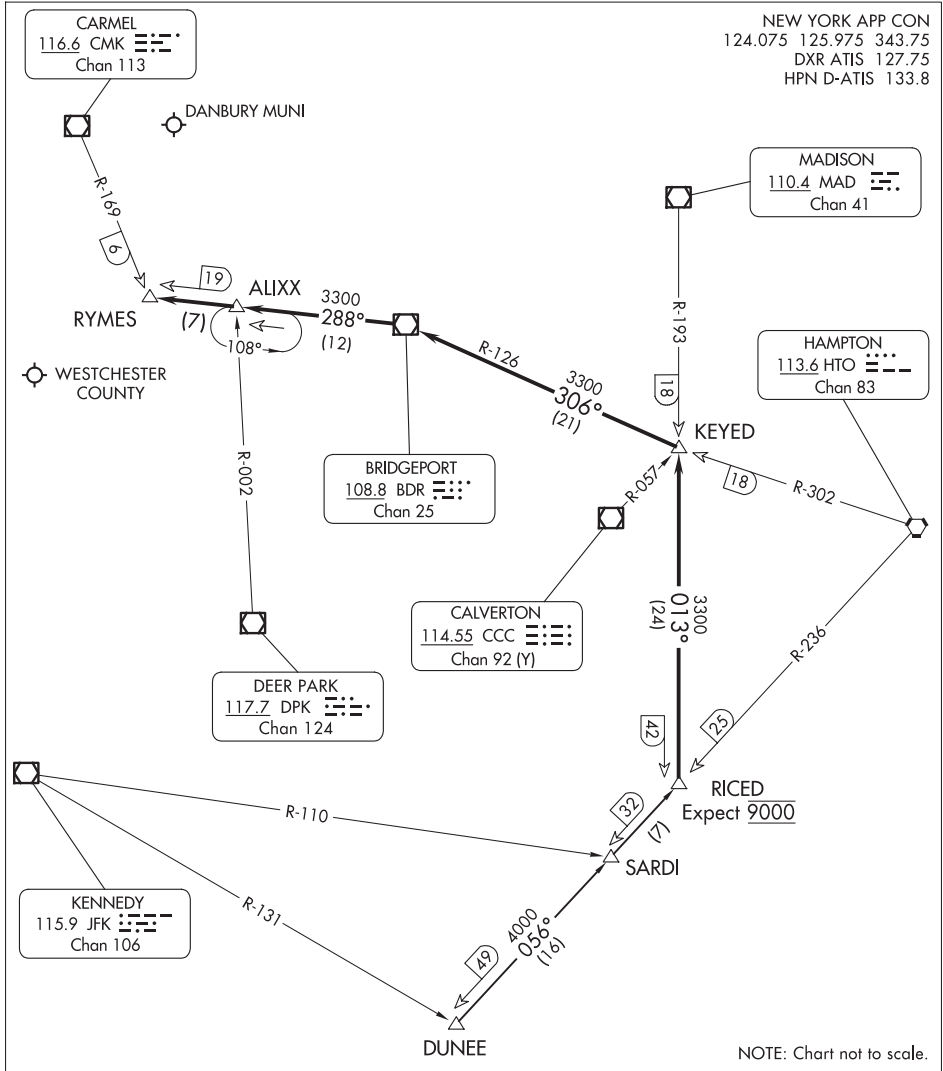 NEW YORK APP CON
124.075 125.975 343.75
DXR ATIS 127.75
HPN D-ATIS 133.8
CARMEL
116.6 CMK
Chan 113
DANBURY MUNI
MADISON
110.4 MAD
Chan 41
R-169
6
19
ALIXX
RYMES
(7)
108°
3300
288°
(12)
R-126
3300
306°
(21)
R-193
18
HAMPTON
113.6 HTO
Chan 83
WESTCHESTER
COUNTY
KEYED
R-002
BRIDGEPORT
108.8 BDR
Chan 25
R-057
18
R-302
CALVERTON
114.55 CCC
Chan 92 (Y)
3300
013°
(24)
R-236
DEER PARK
117.7 DPK
Chan 124
42
25
RICED
Expect 9000
R-110
32
(7)
SARDI
KENNEDY
115.9 JFK
Chan 106
R-131
4000
056°
(16)
49
DUNEE
NOTE: Chart not to scale.